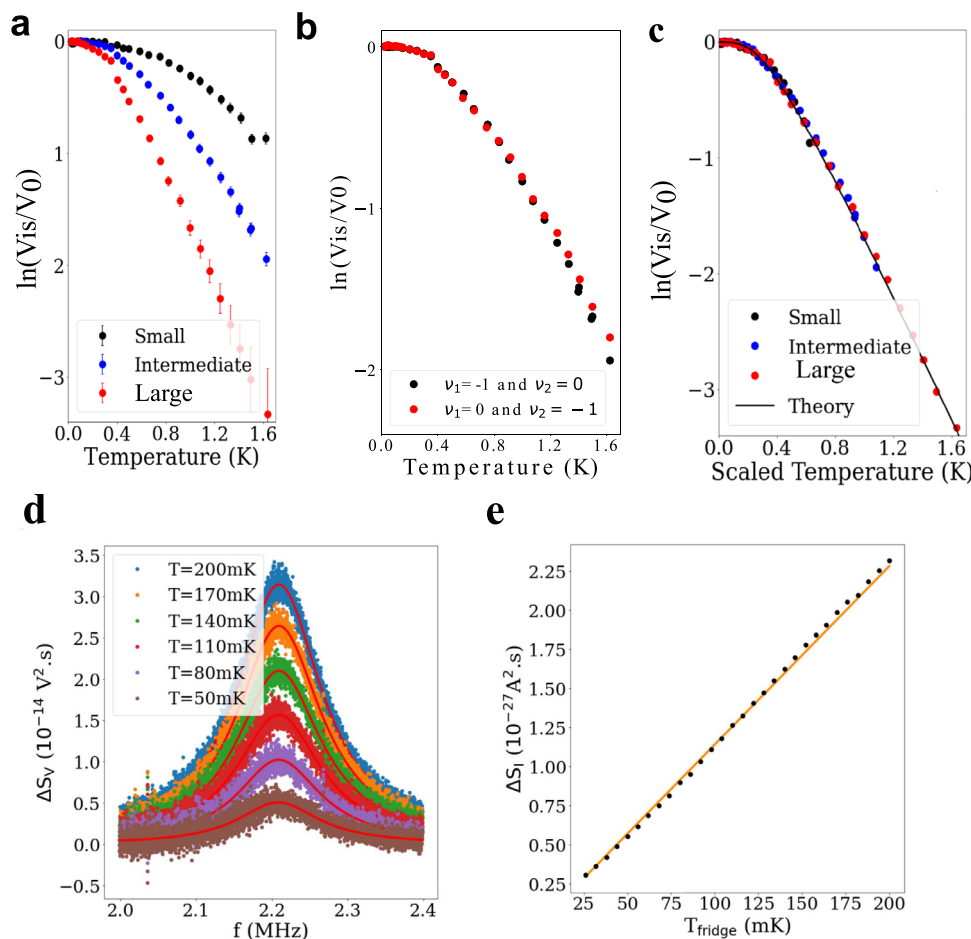 a
ln(Vis/V0)
0
1
2
−3
0.0 0.4 0.8 1.2 1.6
Temperature (K)
Small
Intermediate
Large
b
ln(Vis/V0)
0
−1
−2
0.0 0.4 0.8 1.2 1.6
Temperature (K)
ν1= -1 and ν2 = 0
ν1= 0 and ν2 = −1
c
ln(Vis/V0)
0
−1
−2
−3
0.0 0.4 0.8 1.2 1.6
Scaled Temperature (K)
Small
Intermediate
Large
Theory
d
ΔSV (10−14 V2.s)
3.5
3.0
2.5
2.0
1.5
1.0
0.5
0.0
−0.5
2.0 2.1 2.2 2.3 2.4
f (MHz)
T=200mK
T=170mK
T=140mK
T=110mK
T=80mK
T=50mK
e
ΔSI (10−27A2.s)
2.25
2.00
1.75
1.50
1.25
1.00
0.75
0.50
0.25
25 50 75 100 125 150 175 200
Tfridge (mK)